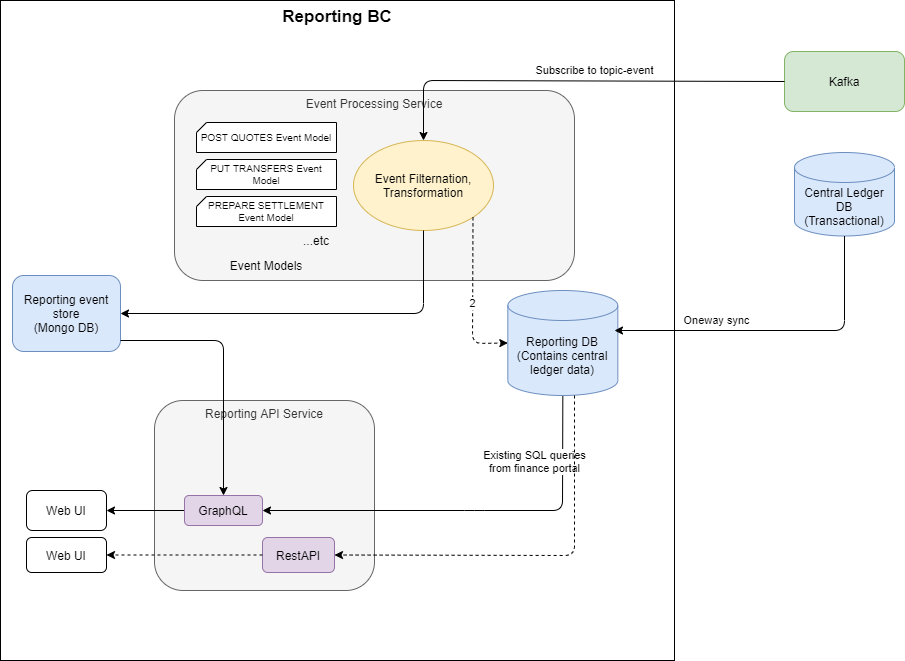 Reporting BC
Subscribe to topic-event
Kafka
Event Processing Service
POST QUOTES Event Model
PUT TRANSFERS Event
Model
PREPARE SETTLEMENT
Event Model
...etc
Event Models
Event Filternation,
Transformation
Central Ledger
DB
(Transactional)
Reporting event
store
(Mongo DB)
2
Oneway sync
Reporting DB
(Contains central
ledger data)
Reporting API Service
Existing SQL queries
from finance portal
Web UI
GraphQL
Web UI
RestAPI